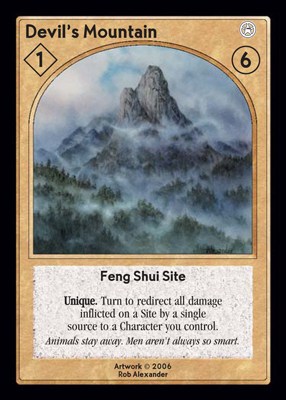 Devil's Mountain
1
6
Feng Shui Site
Unique. Turn to redirect all damage
inflicted on a Site by a single
source to a Character you control.
Animals stay away. Men aren't always so smart.
Artwork © 2006
Rob Alexander